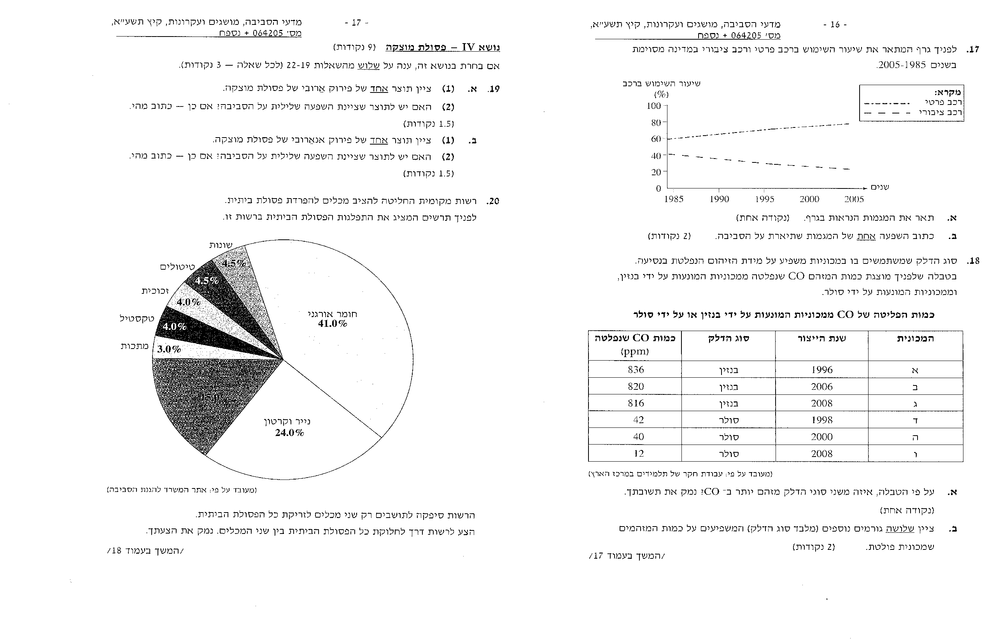 - 16 -
מדעי הסביבה, מושגים ועקרונות, קיץ תשע״א,
מס׳ 064205 + נספח
17. לפניך גרף המתאר את שיעור השימוש ברכב פרטי ורכב ציבורי במדינה מסוימת
בשנים 2005-1985.
שיעור השימוש ברכב
(%)
מקרא:
רכב פרטי
רכב ציבורי
100
80
60
40
20
0
שנים
1985 1990 1995 2000 2005
א. תאר את המגמות הנראות בגרף. (נקודה אחת)
ב. כתוב השפעה אחת של המגמות שתיארת על הסביבה. (2 נקודות)
18. סוג הדלק שמשתמשים בו במכוניות משפיע על מידת הזיהום הנפלטת בנסיעה.
בטבלה שלפניך מוצגת כמות המזהם CO שנפלטה ממכוניות המונעות על ידי בנזין,
וממכוניות המונעות על ידי סולר.
כמות הפליטה של CO ממכוניות המונעות על ידי בנזין או על ידי סולר
המכונית שנת הייצור סוג הדלק כמות CO שנפלטה
(ppm)
א 1996 בנזין 836
ב 2006 בנזין 820
ג 2008 בנזין 816
ד 1998 סולר 42
ה 2000 סולר 40
ו 2008 סולר 12
(מעובד על פי: עבודת חקר של תלמידים במרכז הארץ)
א. על פי הטבלה, איזה משני סוגי הדלק מזהם יותר ב־ CO? נמק את תשובתך.
(נקודה אחת)
ב. ציין שלושה גורמים נוספים (מלבד סוג הדלק) המשפיעים על כמות המזהמים
שמכונית פולטת. (2 נקודות)
/המשך בעמוד 17/
- 17 -
מדעי הסביבה, מושגים ועקרונות, קיץ תשע״א,
מס׳ 064205 + נספח
נושא IV – פסולת מוצקה (9 נקודות)
אם בחרת בנושא זה, ענה על שלוש מהשאלות 22-19 (לכל שאלה — 3 נקודות).
19. א. (1) ציין תוצר אחד של פירוק אֵרובי של פסולת מוצקה.
(2) האם יש לתוצר שציינת השפעה שלילית על הסביבה? אם כן — כתוב מהי.
(1.5 נקודות)
ב. (1) ציין תוצר אחד של פירוק אנאֵרובי של פסולת מוצקה.
(2) האם יש לתוצר שציינת השפעה שלילית על הסביבה? אם כן — כתוב מהי.
(1.5 נקודות)
20. רשות מקומית החליטה להציב מכלים להפרדת פסולת ביתית.
לפניך תרשים המציג את התפלגות הפסולת הביתית ברשות זו.
שונות
4.5%
טיטולים
4.5%
זכוכית
4.0%
טקסטיל
4.0%
מתכות
3.0%
חומר אורגני
41.0%
15.0%
נייר וקרטון
24.0%
(מעובד על פי: אתר המשרד להגנת הסביבה)
הרשות סיפקה לתושבים רק שני מכלים לזריקת כל הפסולת הביתית.
הצע לרשות דרך לחלוקת כל הפסולת הביתית בין שני המכלים. נמק את הצעתך.
/המשך בעמוד 18/